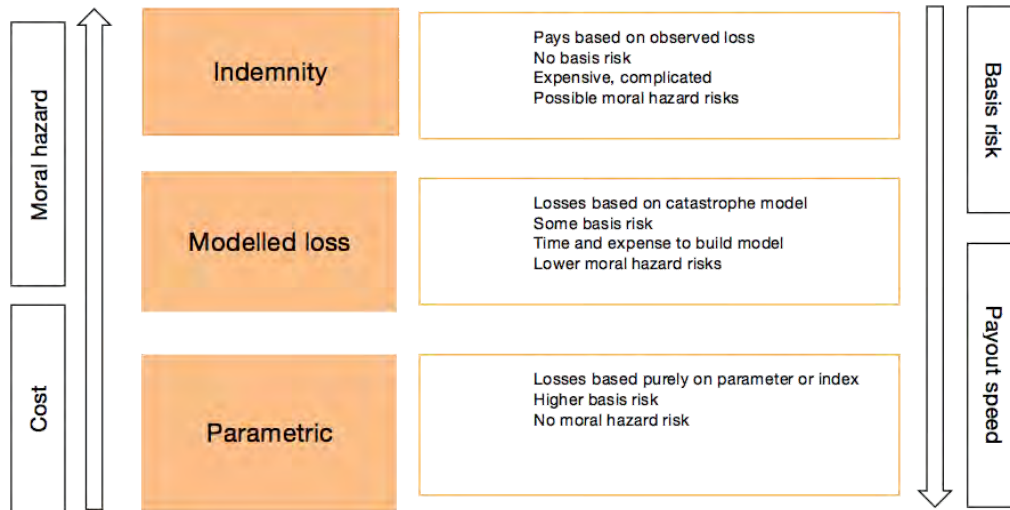 Moral hazard
Cost
Indemnity
Pays based on observed loss
No basis risk
Expensive, complicated
Possible moral hazard risks
Modelled loss
Losses based on catastrophe model
Some basis risk
Time and expense to build model
Lower moral hazard risks
Parametric
Losses based purely on parameter or index
Higher basis risk
No moral hazard risk
Basis risk
Payout speed